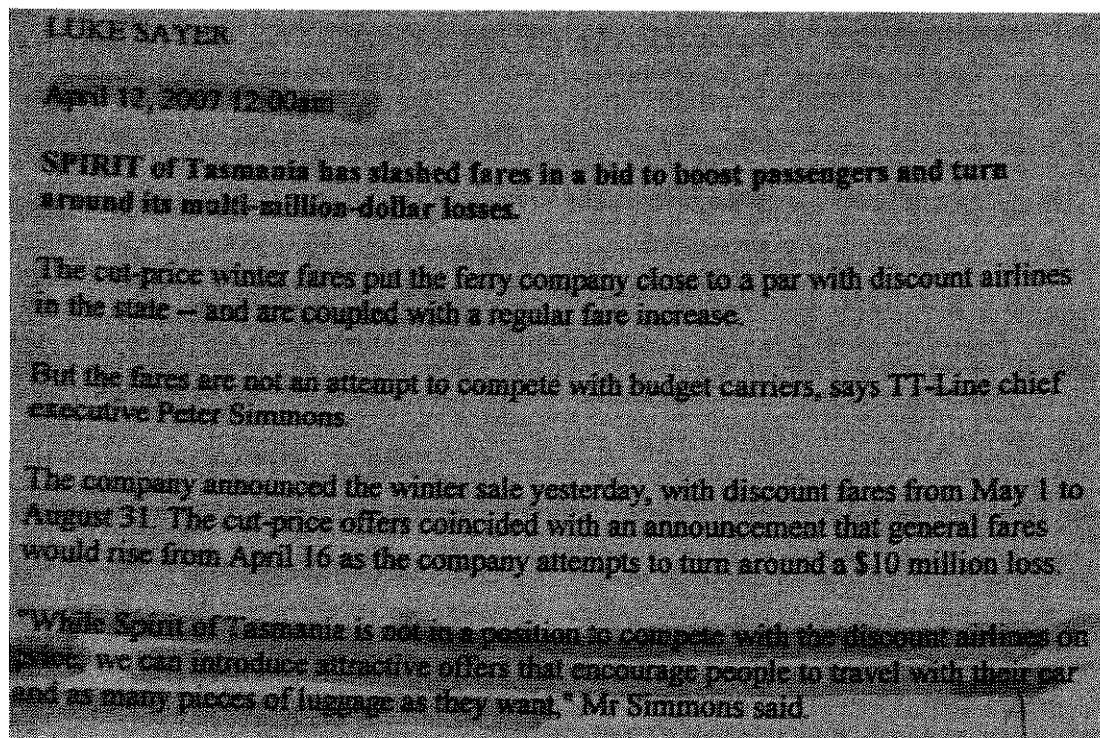 LUKE SAYER
April 12, 2007 12:00am
SPIRIT of Tasmania has slashed fares in a bid to boost passengers and turn
around its multi-million-dollar losses.
The cut-price winter fares put the ferry company close to a par with discount airlines
in the state – and are coupled with a regular fare increase.
But the fares are not an attempt to compete with budget carriers, says TT-Line chief
executive Peter Simmons.
The company announced the winter sale yesterday, with discount fares from May 1 to
August 31. The cut-price offers coincided with an announcement that general fares
would rise from April 16 as the company attempts to turn around a $10 million loss.
"While Spirit of Tasmania is not in a position to compete with the discount airlines on
price, we can introduce attractive offers that encourage people to travel with their car
and as many pieces of luggage as they want," Mr Simmons said.